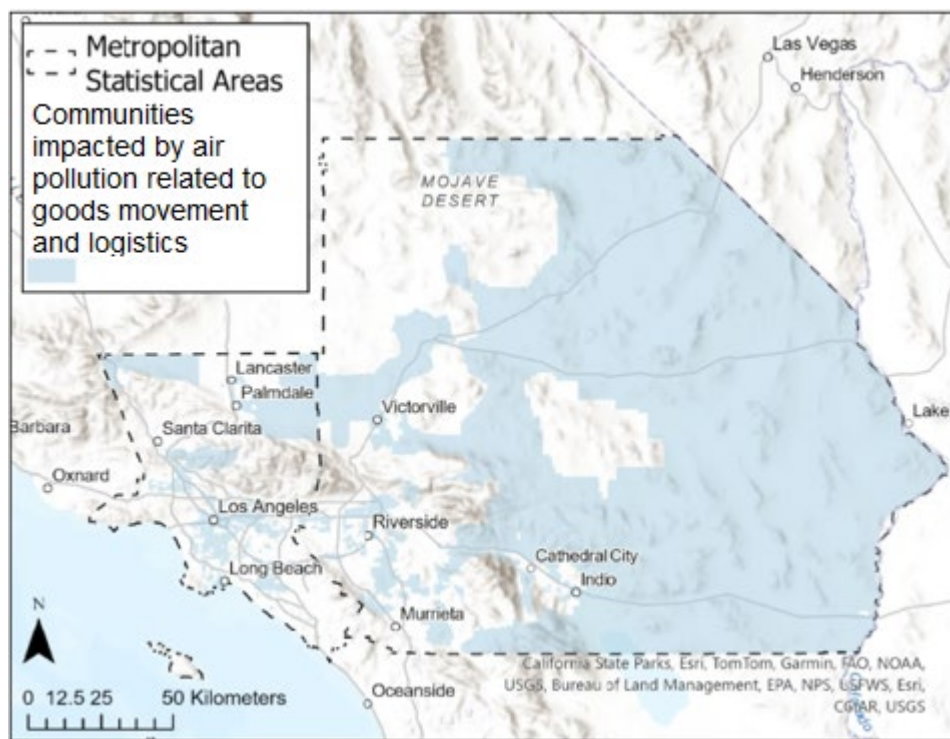 Metropolitan
Statistical Areas
Communities
impacted by air
pollution related to
goods movement
and logistics
Las Vegas
Henderson
MOJAVE
DESERT
Lancaster
Palmdale
Victorville
Santa Clarita
Barbara
Lake
Oxnard
Los Angeles
Riverside
Long Beach
Cathedral City
Indio
Murrieta
Oceanside
N
0 12.5 25 50 Kilometers
California State Parks, Esri, TomTom, Garmin, FAO, NOAA,
USGS, Bureau of Land Management, EPA, NPS, USFWS, Esri,
CGIAR, USGS